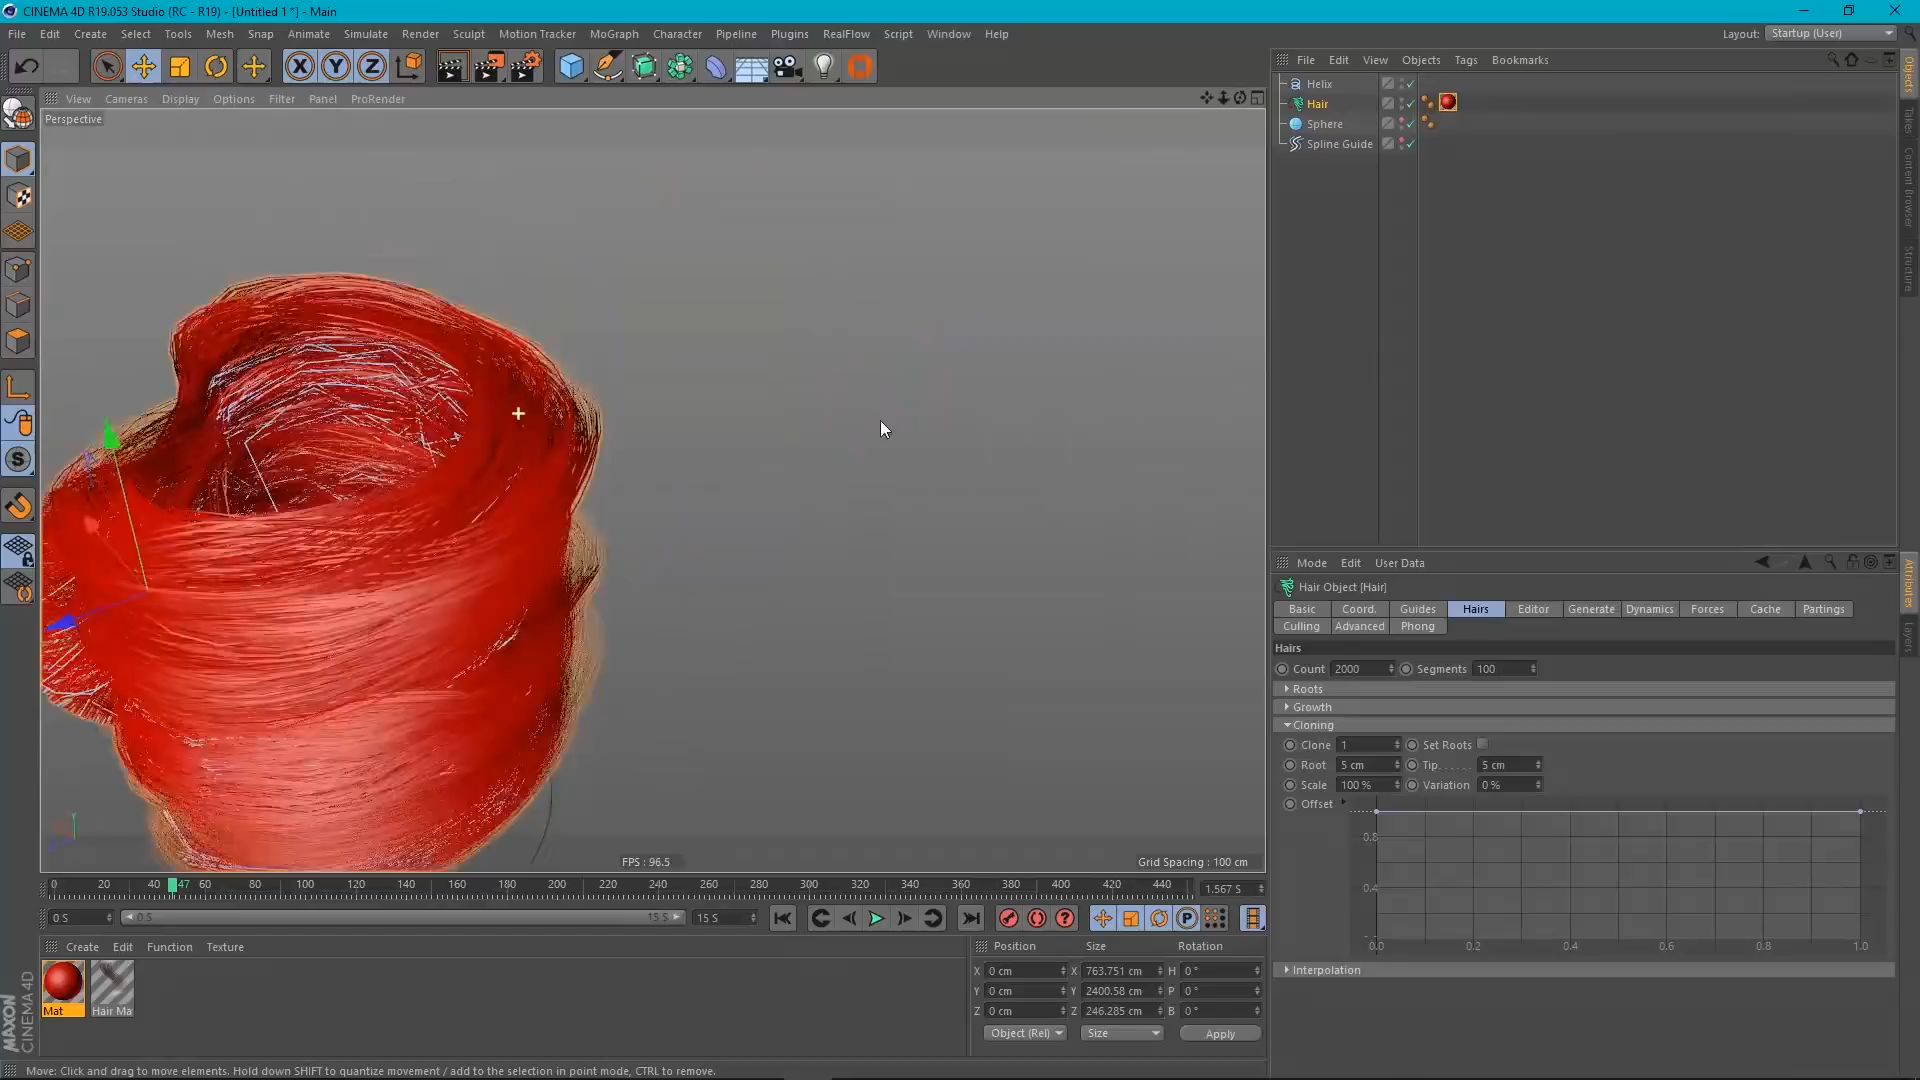 CINEMA 4D R19.053 Studio (RC - R19) - [Untitled 1 *] - Main
File Edit Create Select Tools Mesh Snap Animate Simulate Render Sculpt Motion Tracker MoGraph Character Pipeline Plugins RealFlow Script Window Help
Layout: Startup (User)
View Cameras Display Options Filter Panel ProRender
Perspective
FPS : 96.5
Grid Spacing : 100 cm
0 20 40 47 60 80 100 120 140 160 180 200 220 240 260 280 300 320 340 360 380 400 420 440
1.567 S
0 S
0 S
15 S
15 S
Create Edit Function Texture
Mat
Hair Ma
MAXON
CINEMA 4D
Position Size Rotation
X 0 cm X 763.751 cm H 0 °
Y 0 cm Y 2400.58 cm P 0 °
Z 0 cm Z 246.285 cm B 0 °
Object (Rel) Size Apply
Move: Click and drag to move elements. Hold down SHIFT to quantize movement / add to the selection in point mode, CTRL to remove.
File Edit View Objects Tags Bookmarks
Helix
Hair
Sphere
Spline Guide
Objects
Takes
Content Browser
Structure
Mode Edit User Data
Hair Object [Hair]
Basic Coord. Guides Hairs Editor Generate Dynamics Forces Cache Partings
Culling Advanced Phong
Hairs
Count 2000 Segments 100
Roots
Growth
Cloning
Clone 1 Set Roots
Root 5 cm Tip. . . . . . 5 cm
Scale 100 % Variation 0 %
Offset
0.8
0.4
0.0 0.2 0.4 0.6 0.8 1.0
Interpolation
Attributes
Layers